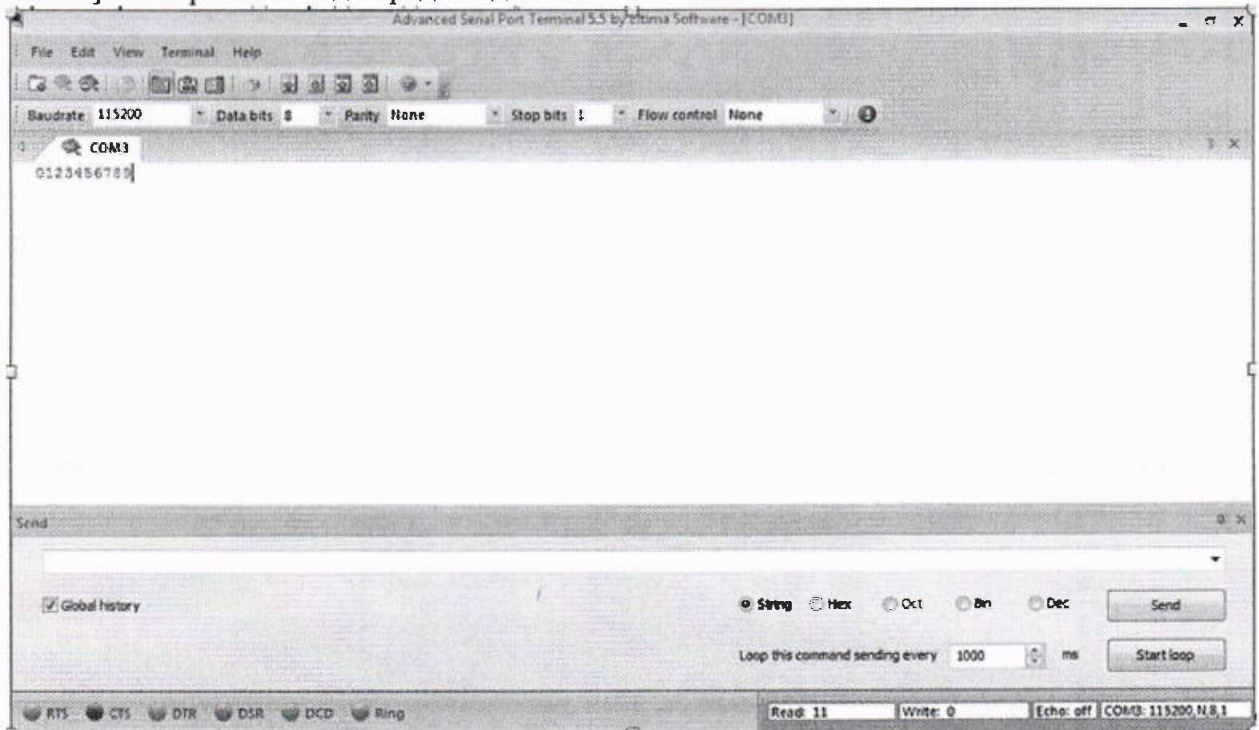 Advanced Serial Port Terminal 5.5 by Eltima Software - [COM3]
File Edit View Terminal Help
Baudrate 115200 Data bits 8 Parity None Stop bits 1 Flow control None
COM3
0123456789
Send
Global history
String Hex Oct Bin Dec Send
Loop this command sending every 1000 ms Start loop
RTS CTS DTR DSR DCD Ring Read: 11 Write: 0 Echo: off COM3: 115200,N,8,1